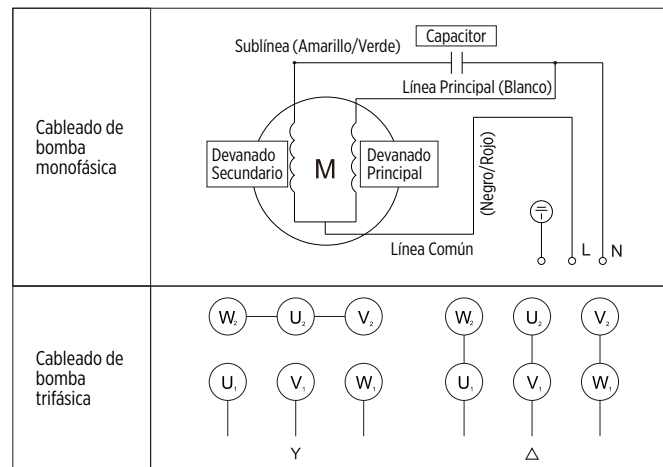 Cableado de
bomba
monofásica
Sublínea (Amarillo/Verde)
Capacitor
Línea Principal (Blanco)
Devanado
Secundario
M
Devanado
Principal
(Negro/Rojo)
Línea Común
L
N
Cableado de
bomba
trifásica
W₂ U₂ V₂
W₂ U₂ V₂
U₁ V₁ W₁
U₁ V₁ W₁
Y
△